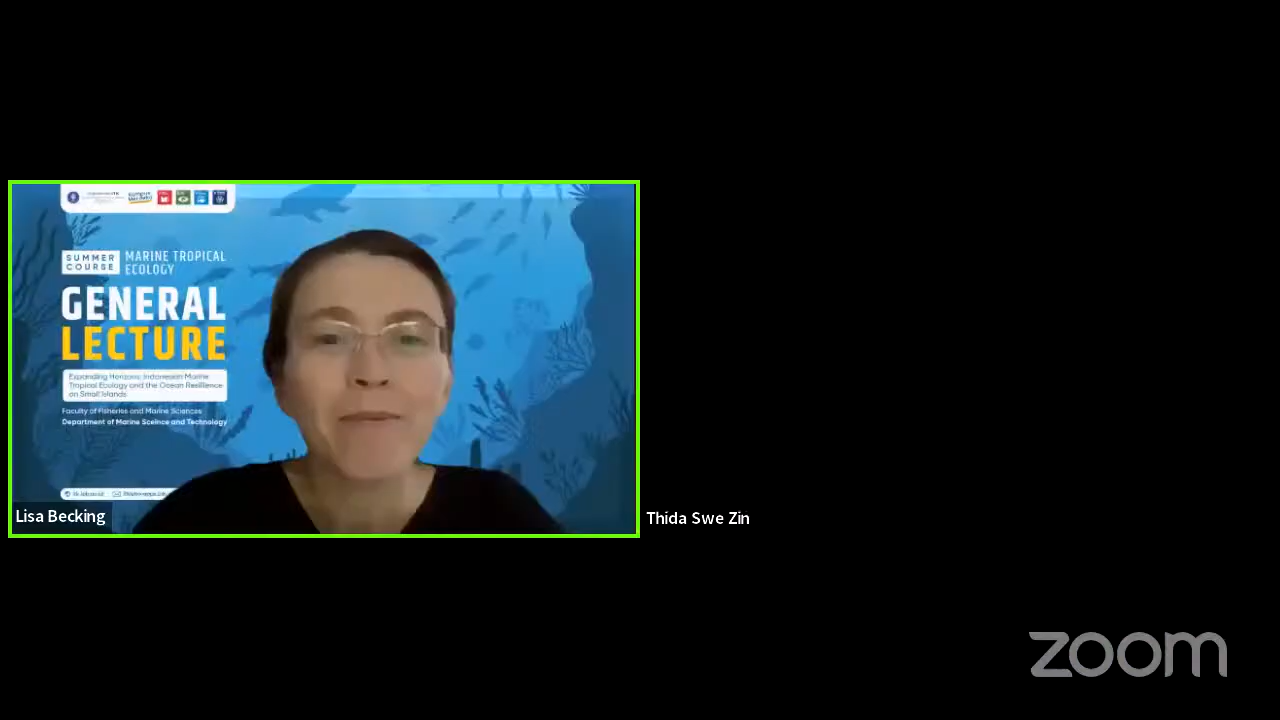 SUMMER
COURSE
MARINE TROPICAL
ECOLOGY
GENERAL
LECTURE
Expanding Horizons: Indonesian Marine
Tropical Ecology and the Ocean Resilience
on Small Islands
Faculty of Fisheries and Marine Sciences
Department of Marine Sceince and Technology
Lisa Becking
Thida Swe Zin
zoom